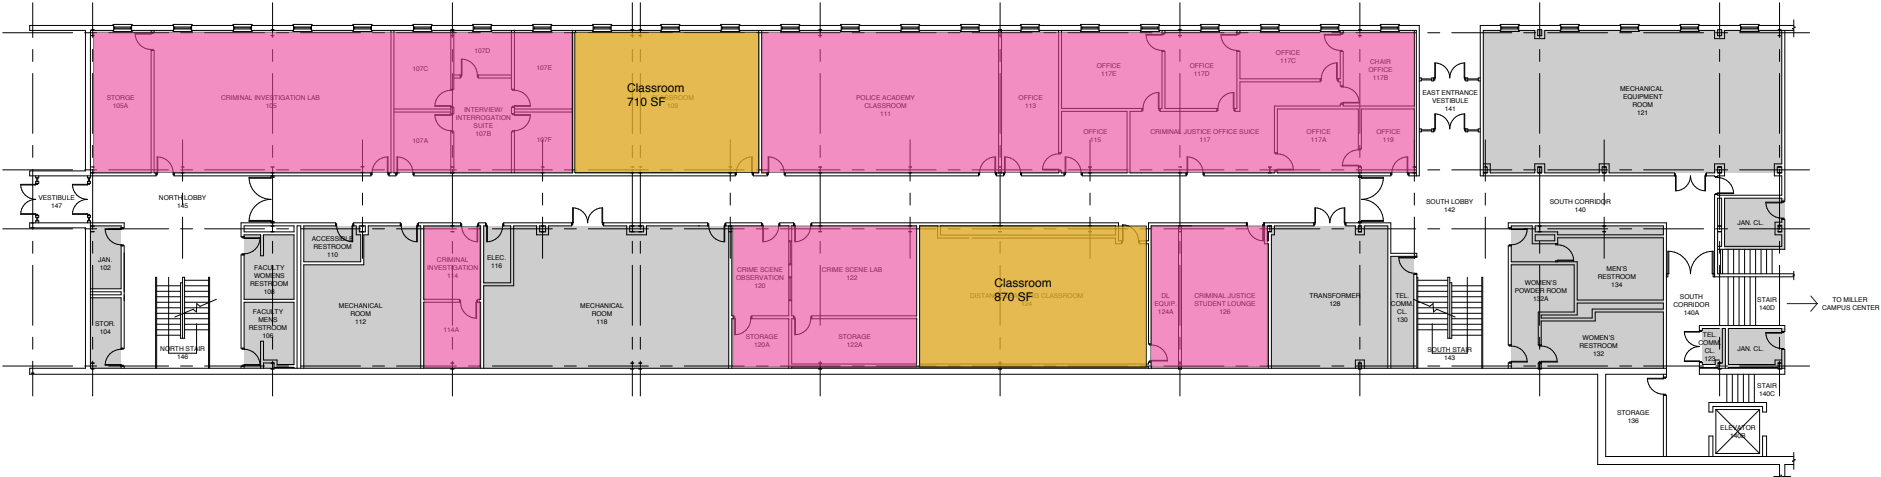 STORGE
105A
CRIMINAL INVESTIGATION LAB
105
107C
107A
107D
INTERVIEW/
INTERROGATION
SUITE
107B
107E
107F
Classroom
710 SF
109
POLICE ACADEMY
CLASSROOM
111
OFFICE
113
OFFICE
117E
OFFICE
115
OFFICE
117D
CRIMINAL JUSTICE OFFICE SUICE
117
OFFICE
117C
OFFICE
117A
CHAIR
OFFICE
117B
OFFICE
119
EAST ENTRANCE
VESTIBULE
141
MECHANICAL
EQUIPMENT
ROOM
121
VESTIBULE
147
NORTH LOBBY
145
SOUTH LOBBY
142
SOUTH CORRIDOR
140
JAN. CL.
JAN.
102
STOR.
104
NORTH STAIR
146
FACULTY
WOMENS
RESTROOM
108
FACULTY
MENS
RESTROOM
106
ACCESSIBLE
RESTROOM
110
MECHANICAL
ROOM
112
CRIMINAL
INVESTIGATION
114
114A
ELEC.
116
MECHANICAL
ROOM
118
CRIME SCENE
OBSERVATION
120
STORAGE
120A
CRIME SCENE LAB
122
STORAGE
122A
Classroom
870 SF
CLASSROOM
DL
EQUIP.
124A
CRIMINAL JUSTICE
STUDENT LOUNGE
126
TRANSFORMER
128
TEL.
COMM.
CL.
130
SOUTH STAIR
143
WOMEN'S
POWDER ROOM
132A
MEN'S
RESTROOM
134
WOMEN'S
RESTROOM
132
SOUTH
CORRIDOR
140A
STAIR
140D
TO MILLER
CAMPUS CENTER
TEL.
COMM.
CL.
123
JAN. CL.
STAIR
140C
STORAGE
136
ELEVATOR
140B